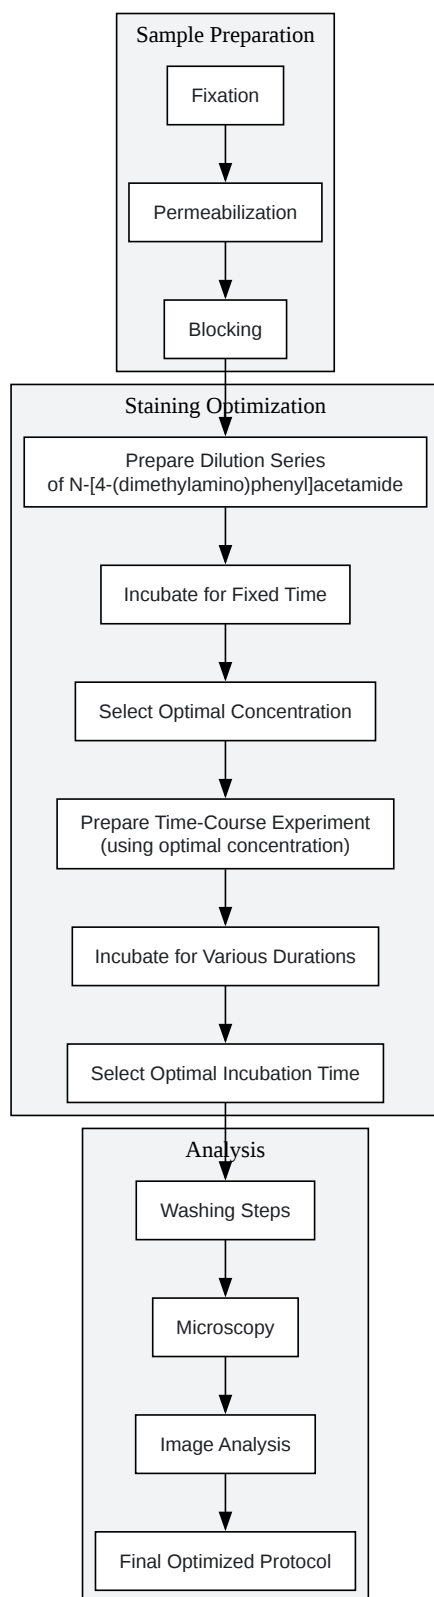 Sample Preparation
Fixation
Permeabilization
Blocking
Staining Optimization
Prepare Dilution Series
of N-[4-(dimethylamino)phenyl]acetamide
Incubate for Fixed Time
Select Optimal Concentration
Prepare Time-Course Experiment
(using optimal concentration)
Incubate for Various Durations
Select Optimal Incubation Time
Analysis
Washing Steps
Microscopy
Image Analysis
Final Optimized Protocol